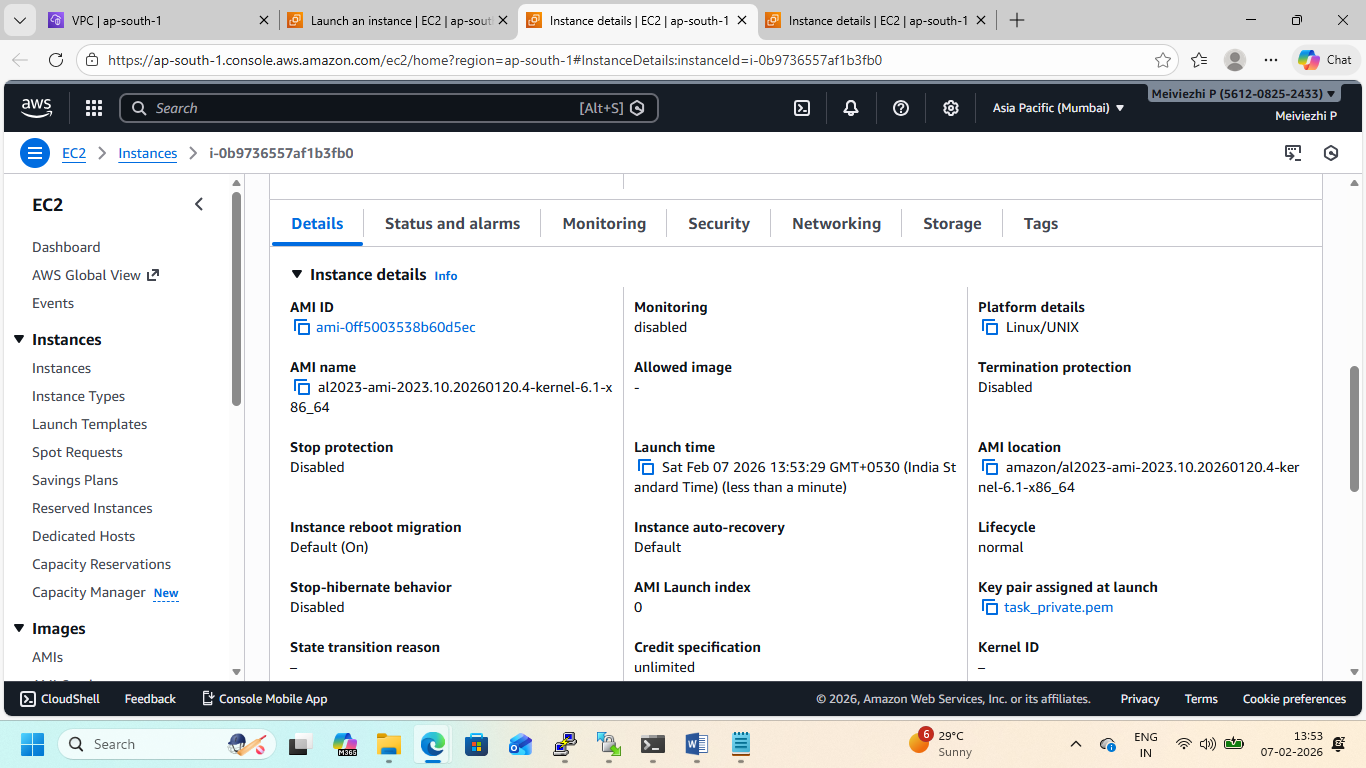 VPC | ap-south-1
Launch an instance | EC2 | ap-sout
Instance details | EC2 | ap-south-1
Instance details | EC2 | ap-south-1
https://ap-south-1.console.aws.amazon.com/ec2/home?region=ap-south-1#InstanceDetails:instanceId=i-0b9736557af1b3fb0
Chat
aws
Search
[Alt+S]
Asia Pacific (Mumbai)
Meiviezhi P (5612-0825-2433)
Meiviezhi P
EC2
Instances
i-0b9736557af1b3fb0
EC2
Dashboard
AWS Global View
Events
Instances
Instances
Instance Types
Launch Templates
Spot Requests
Savings Plans
Reserved Instances
Dedicated Hosts
Capacity Reservations
Capacity Manager New
Images
AMIs
Details
Status and alarms
Monitoring
Security
Networking
Storage
Tags
Instance details Info
AMI ID
ami-0ff5003538b60d5ec
Monitoring
disabled
Platform details
Linux/UNIX
AMI name
al2023-ami-2023.10.20260120.4-kernel-6.1-x
86_64
Allowed image
-
Termination protection
Disabled
Stop protection
Disabled
Launch time
Sat Feb 07 2026 13:53:29 GMT+0530 (India St
andard Time) (less than a minute)
AMI location
amazon/al2023-ami-2023.10.20260120.4-ker
nel-6.1-x86_64
Instance reboot migration
Default (On)
Instance auto-recovery
Default
Lifecycle
normal
Stop-hibernate behavior
Disabled
AMI Launch index
0
Key pair assigned at launch
task_private.pem
State transition reason
–
Credit specification
unlimited
Kernel ID
–
CloudShell
Feedback
Console Mobile App
© 2026, Amazon Web Services, Inc. or its affiliates.
Privacy
Terms
Cookie preferences
Search
M365
6
29°C
Sunny
ENG
IN
13:53
07-02-2026